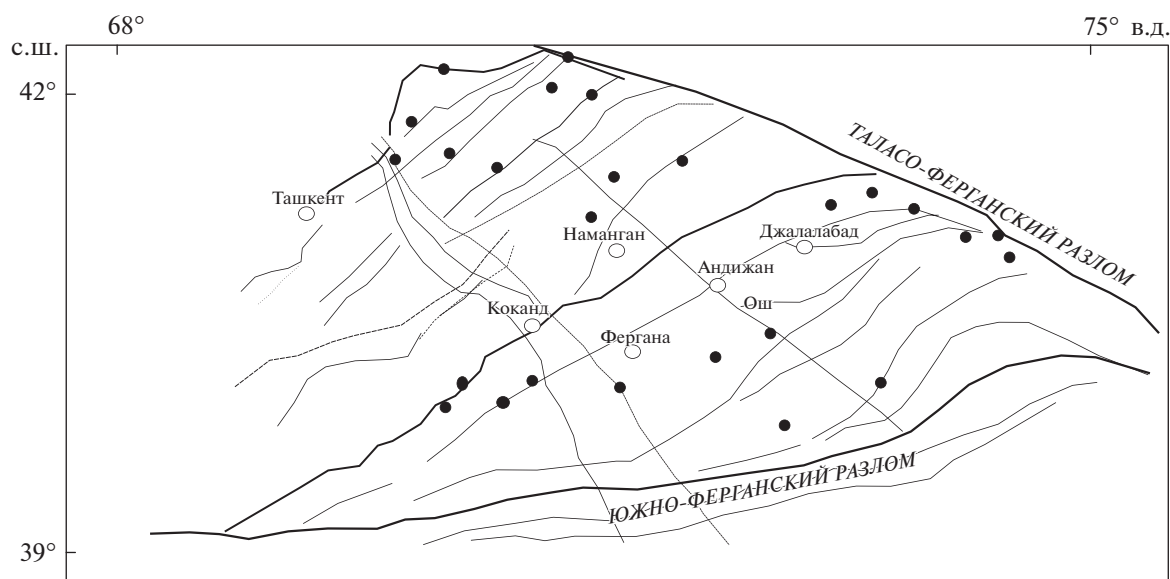 68°
75° в.д.
с.ш.
42°
ТАЛАСО-ФЕРГАНСКИЙ РАЗЛОМ
Ташкент
Наманган
Джалалабад
Андижан
Ош
Коканд
Фергана
ЮЖНО-ФЕРГАНСКИЙ РАЗЛОМ
39°